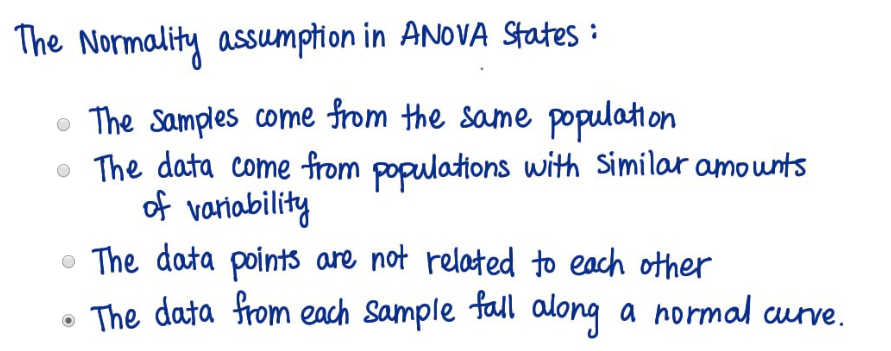 The Normality assumption in ANOVA States :
The Samples come from the same population
The data come from populations with Similar amounts
of variability
The data points are not related to each other
The data from each Sample fall along a normal curve.